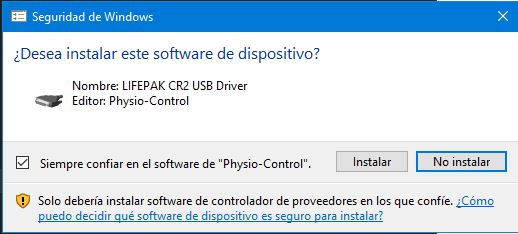 Seguridad de Windows
¿Desea instalar este software de dispositivo?
Nombre: LIFEPAK CR2 USB Driver
Editor: Physio-Control
Siempre confiar en el software de "Physio-Control".
Instalar
No instalar
Solo debería instalar software de controlador de proveedores en los que confíe. ¿Cómo
puedo decidir qué software de dispositivo es seguro para instalar?